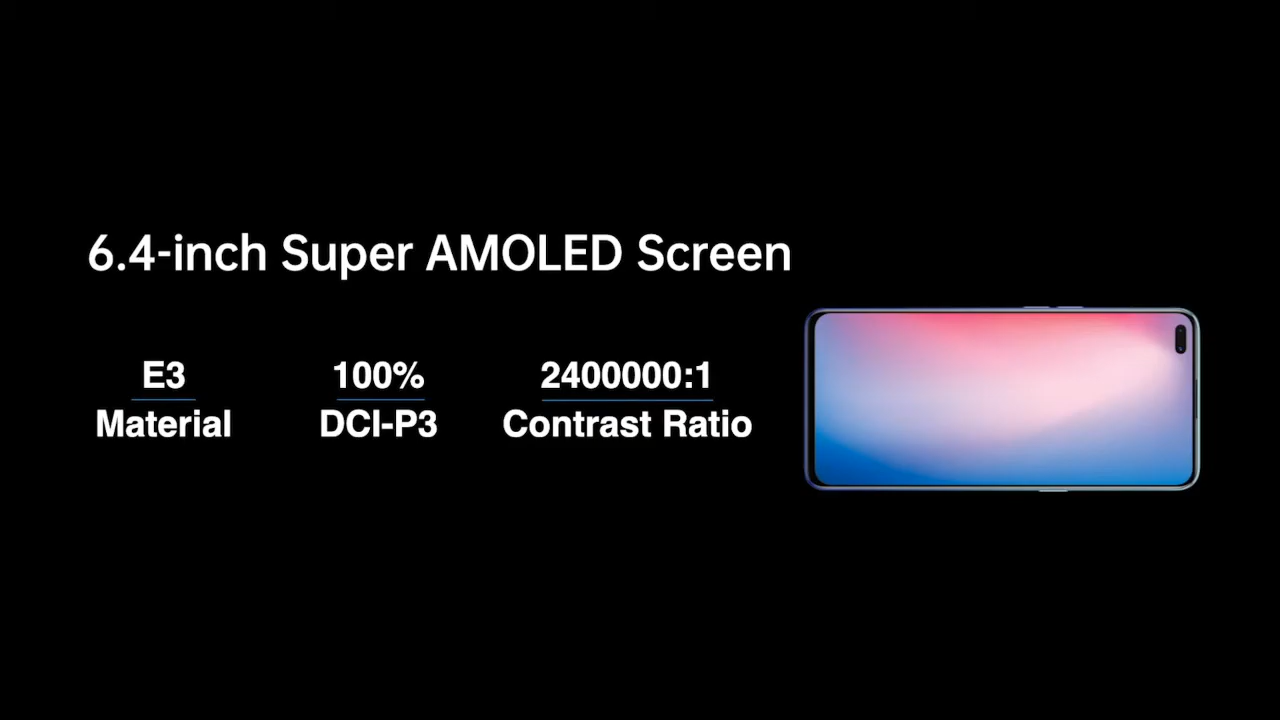 6.4-inch Super AMOLED Screen
E3
Material
100%
DCI-P3
2400000:1
Contrast Ratio